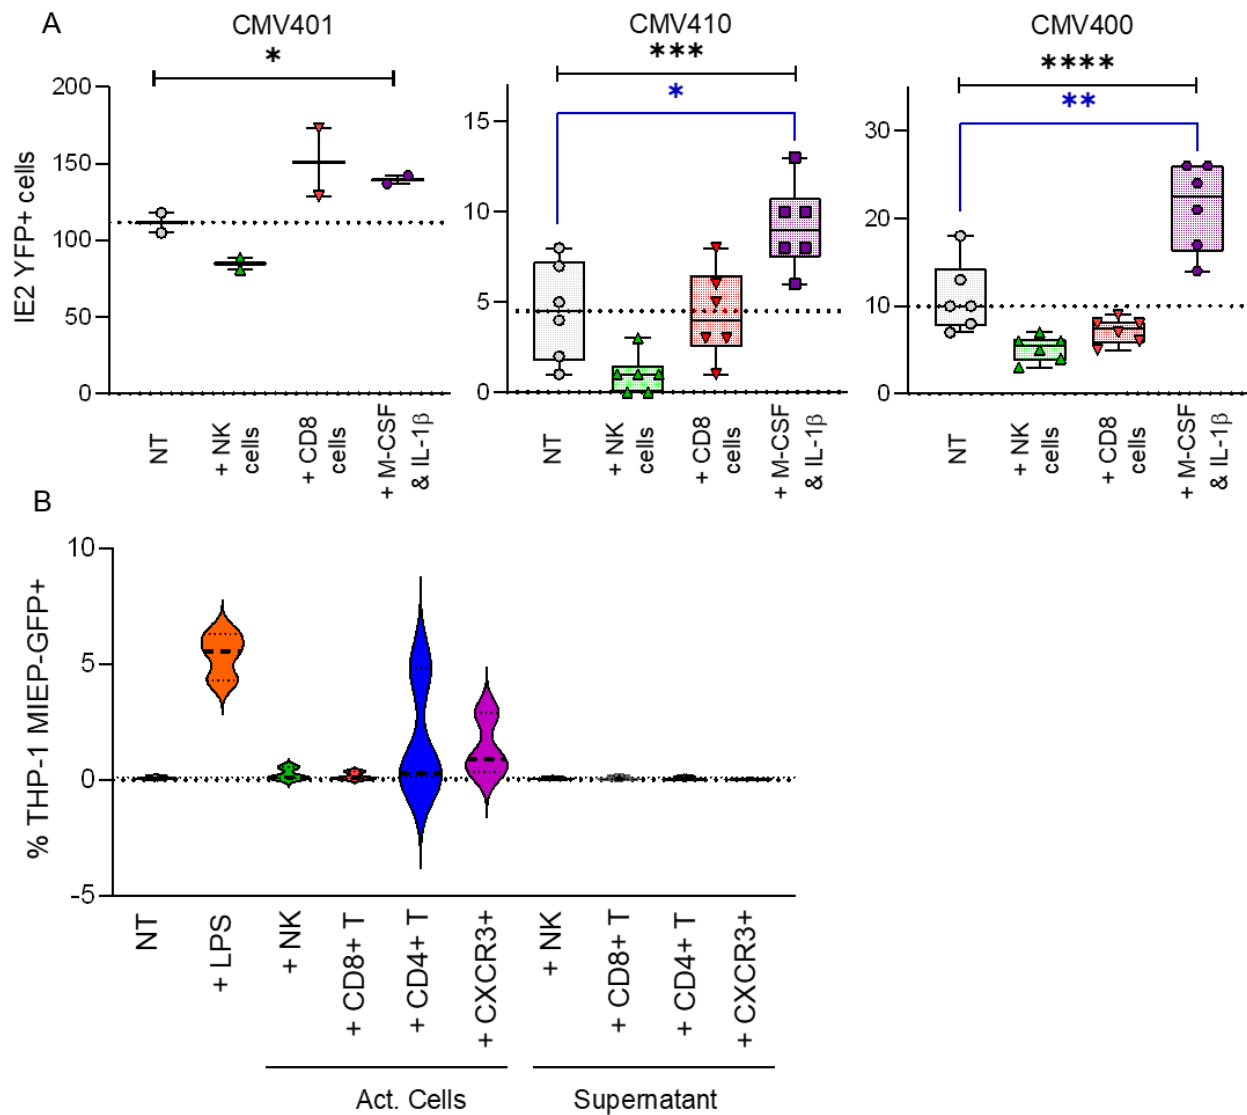 A
CMV401
CMV410
CMV400
*
***
****
*
**
IE2 YFP+ cells
200
150
100
50
0
15
10
5
0
30
20
10
0
NT
+ NK
cells
+ CD8
cells
+ M-CSF
& IL-1β
NT
+ NK
cells
+ CD8
cells
+ M-CSF
& IL-1β
NT
+ NK
cells
+ CD8
cells
+ M-CSF
& IL-1β
B
% THP-1 MIEP-GFP+
10
5
0
-5
NT
+ LPS
+ NK
+ CD8+ T
+ CD4+ T
+ CXCR3+
+ NK
+ CD8+ T
+ CD4+ T
+ CXCR3+
Act. Cells
Supernatant